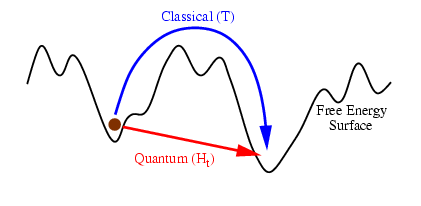 Classical (T)
Free Energy
Surface
Quantum (Hₜ)